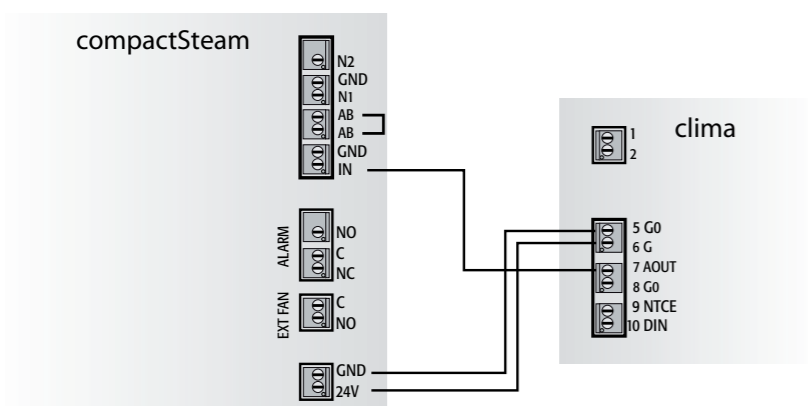 compactSteam
N2
GND
N1
AB
AB
GND
IN
ALARM
NO
C
NC
EXT FAN
C
NO
GND
24V
clima
1
2
5 G0
6 G
7 AOUT
8 G0
9 NTCE
10 DIN